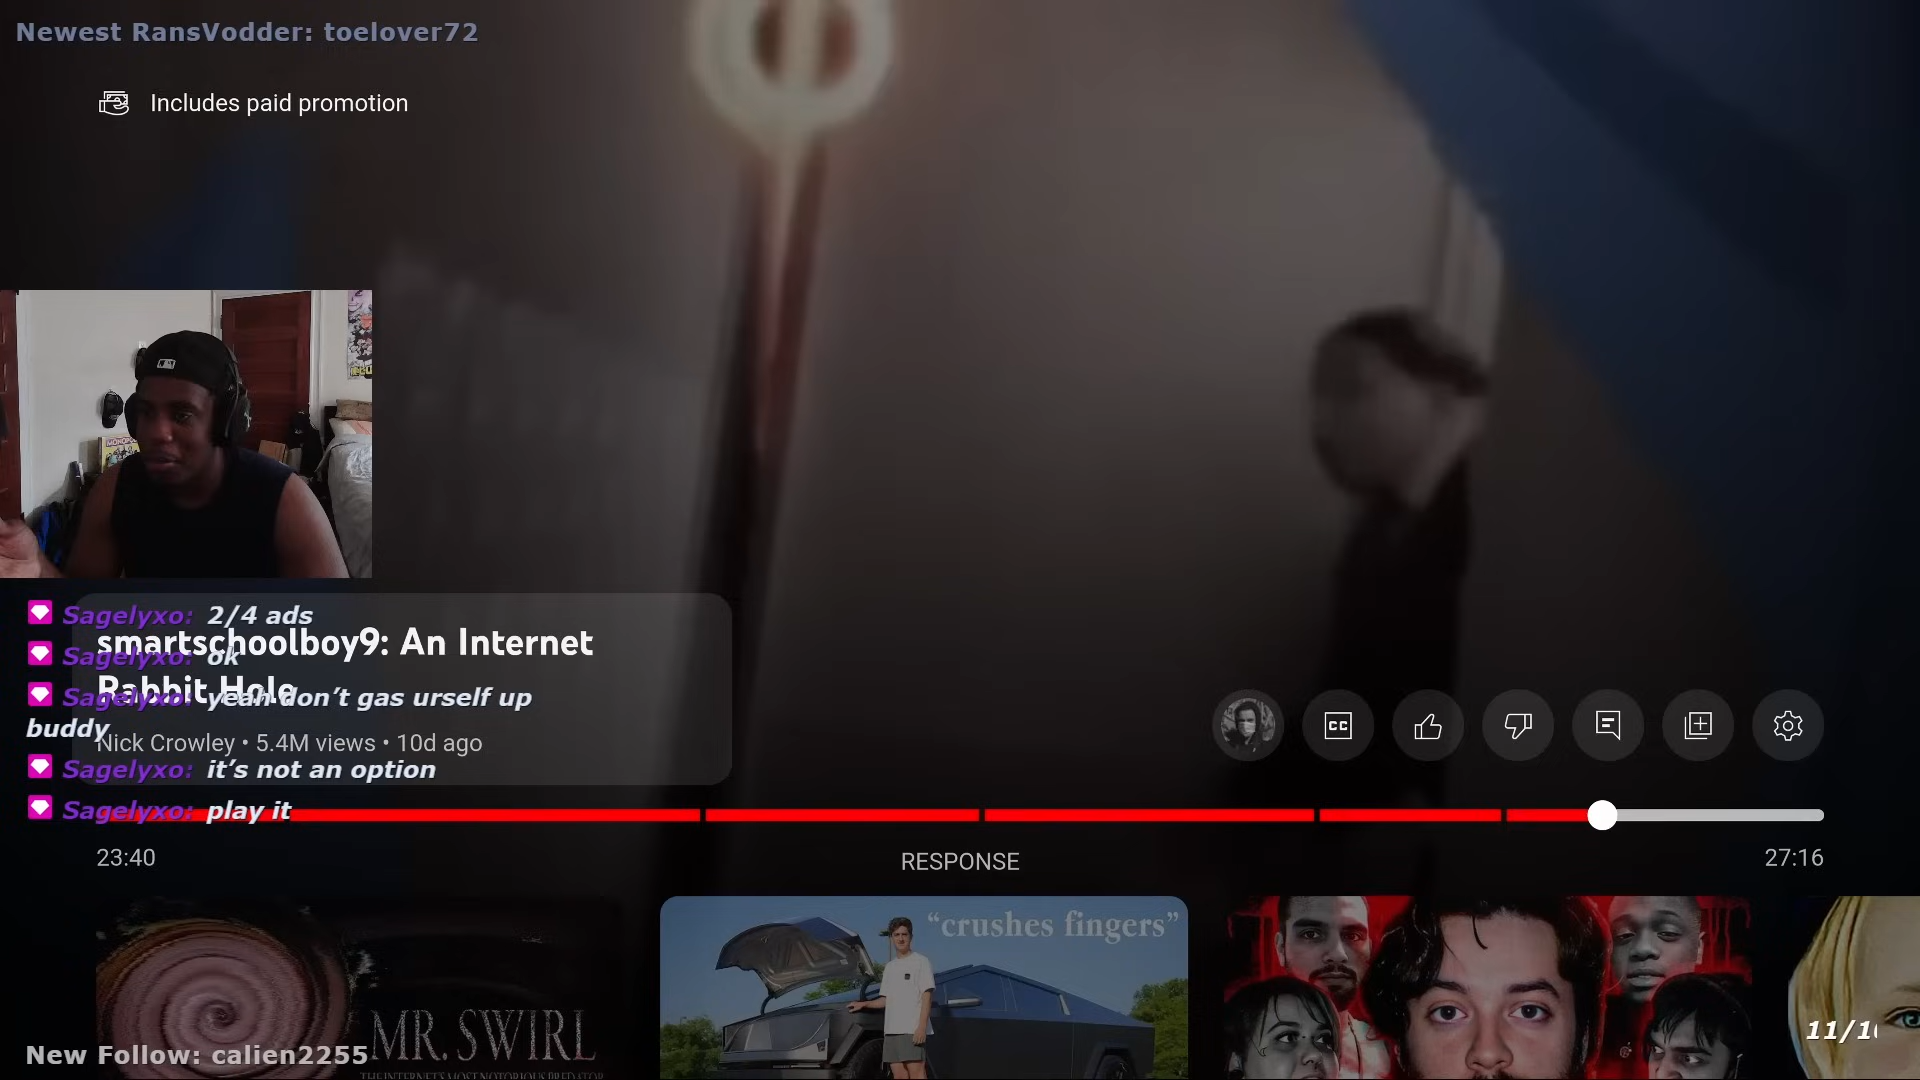 Newest RansVodder: toelover72
Includes paid promotion
MONOPOLY
Sagelyxo: 2/4 ads
smartschoolboy9: An Internet
Sagelyxo: ok
Rabbit Hole
Sagelyxo: yeah don’t gas urself up
buddy
Nick Crowley • 5.4M views • 10d ago
Sagelyxo: it’s not an option
Sagelyxo: play it
CC
23:40
RESPONSE
27:16
“crushes fingers”
MR. SWIRL
THE INTERNET'S MOST NOTORIOUS PREDATOR
11/1
New Follow: calien2255